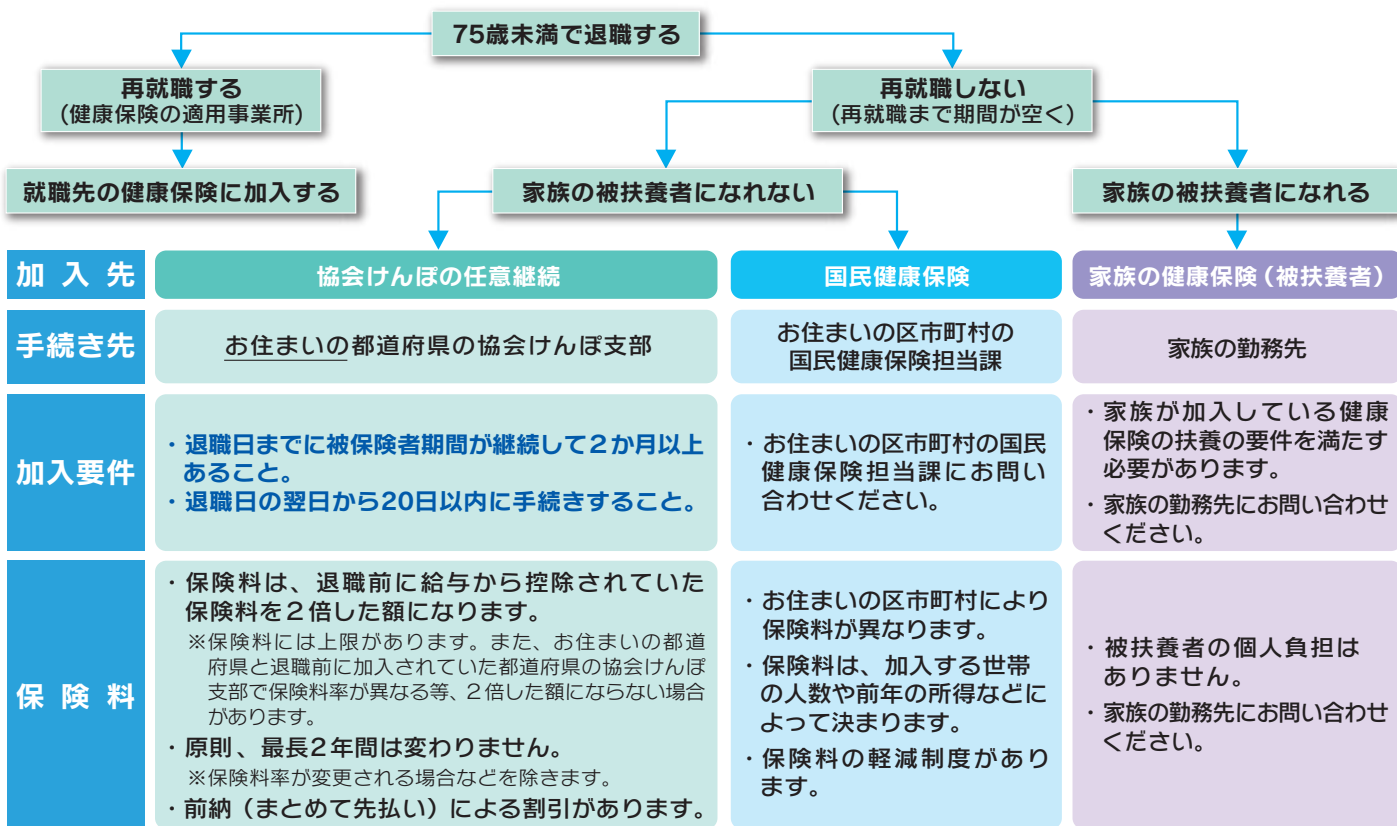 75歳未満で退職する
再就職する
(健康保険の適用事業所)
再就職しない
(再就職まで期間が空く)
就職先の健康保険に加入する
家族の被扶養者になれない
家族の被扶養者になれる
加入先
協会けんぽの任意継続
国民健康保険
家族の健康保険(被扶養者)
手続き先
お住まいの都道府県の協会けんぽ支部
お住まいの区市町村の
国民健康保険担当課
家族の勤務先
加入要件
・退職日までに被保険者期間が継続して2か月以上
あること。
・退職日の翌日から20日以内に手続きすること。
・お住まいの区市町村の国民
健康保険担当課にお問い
合わせください。
・家族が加入している健康
保険の扶養の要件を満たす
必要があります。
・家族の勤務先にお問い合わせ
ください。
保険料
・保険料は、退職前に給与から控除されていた
保険料を2倍した額になります。
※保険料には上限があります。また、お住まいの都道
府県と退職前に加入されていた都道府県の協会けんぽ
支部で保険料率が異なる等、2倍した額にならない場合
があります。
・原則、最長2年間は変わりません。
※保険料率が変更される場合などを除きます。
・前納(まとめて先払い)による割引があります。
・お住まいの区市町村により
保険料が異なります。
・保険料は、加入する世帯
の人数や前年の所得などに
よって決まります。
・保険料の軽減制度があり
ます。
・被扶養者の個人負担は
ありません。
・家族の勤務先にお問い合わせ
ください。